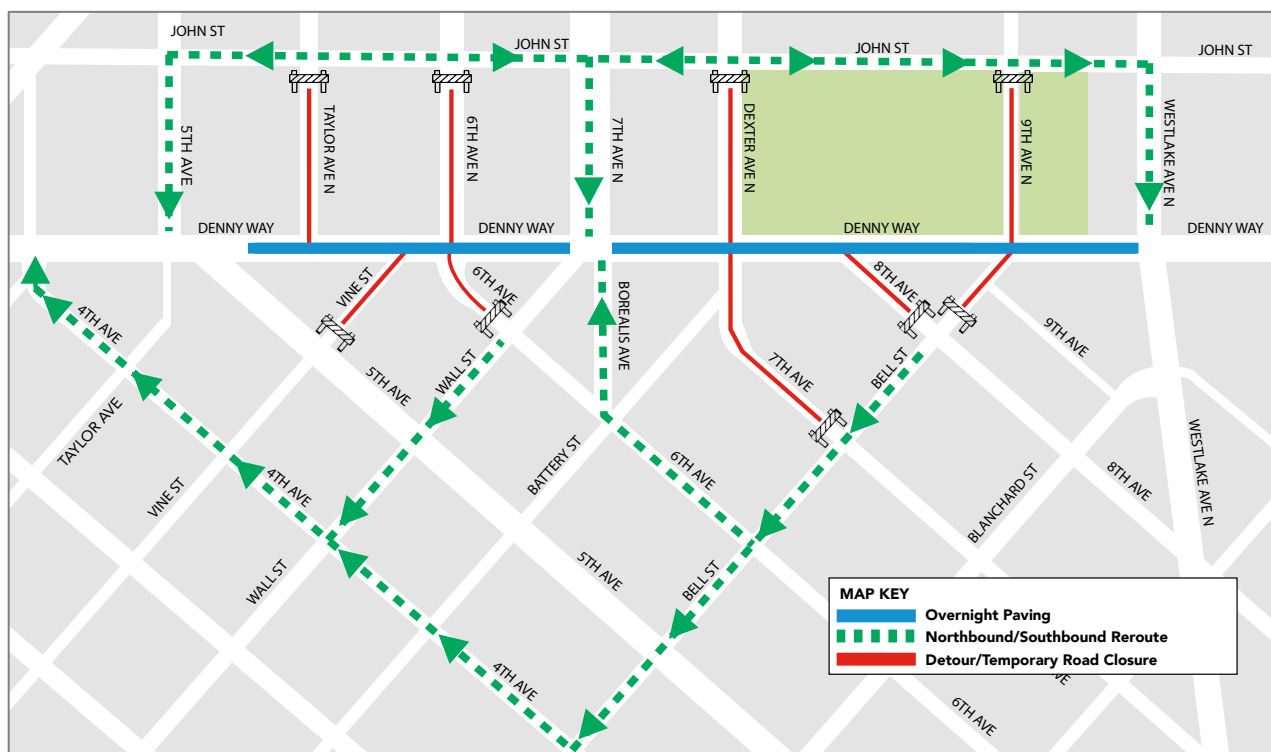 JOHN ST
JOHN ST
JOHN ST
JOHN ST
5TH AVE
TAYLOR AVE N
6TH AVE N
7TH AVE N
DEXTER AVE N
9TH AVE N
WESTLAKE AVE N
DENNY WAY
DENNY WAY
DENNY WAY
DENNY WAY
VINE ST
6TH AVE
BOREALIS AVE
8TH AVE
9TH AVE
4TH AVE
WALL ST
5TH AVE
7TH AVE
BELL ST
TAYLOR AVE
VINE ST
4TH AVE
BATTERY ST
6TH AVE
BLANCHARD ST
8TH AVE
WESTLAKE AVE N
WALL ST
5TH AVE
BELL ST
4TH AVE
6TH AVE
MAP KEY
Overnight Paving
Northbound/Southbound Reroute
Detour/Temporary Road Closure